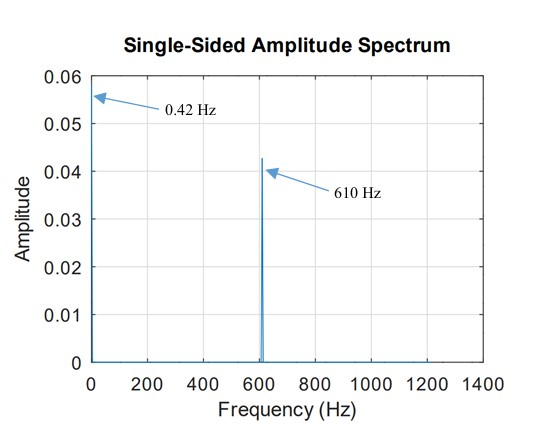 Single-Sided Amplitude Spectrum
0.06
0.05
0.04
0.03
0.02
0.01
0
Amplitude
0.42 Hz
610 Hz
0 200 400 600 800 1000 1200 1400
Frequency (Hz)